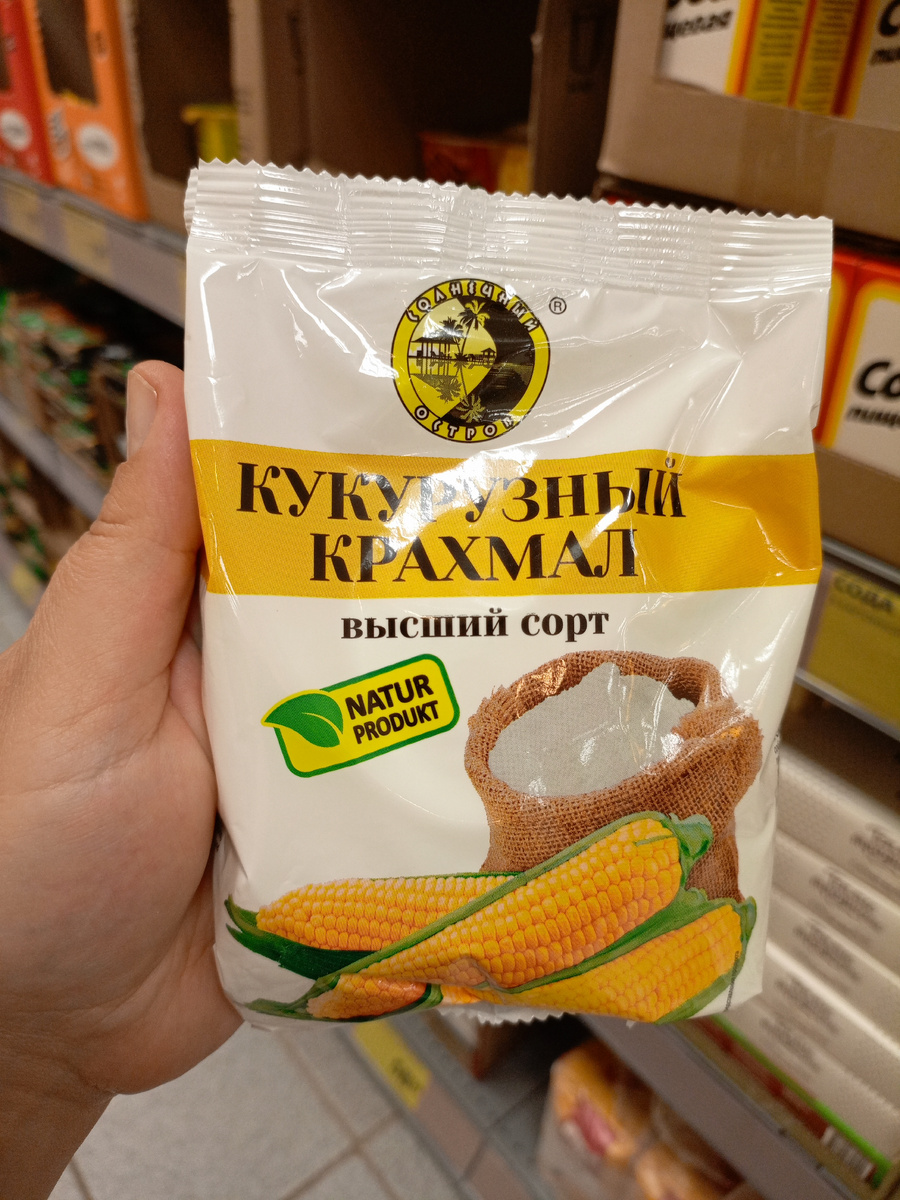 СОЛНЕЧНЫЙ
ОСТРОВ
®
КУКУРУЗНЫЙ
КРАХМАЛ
высший сорт
NATUR
PRODUKT
СОДА